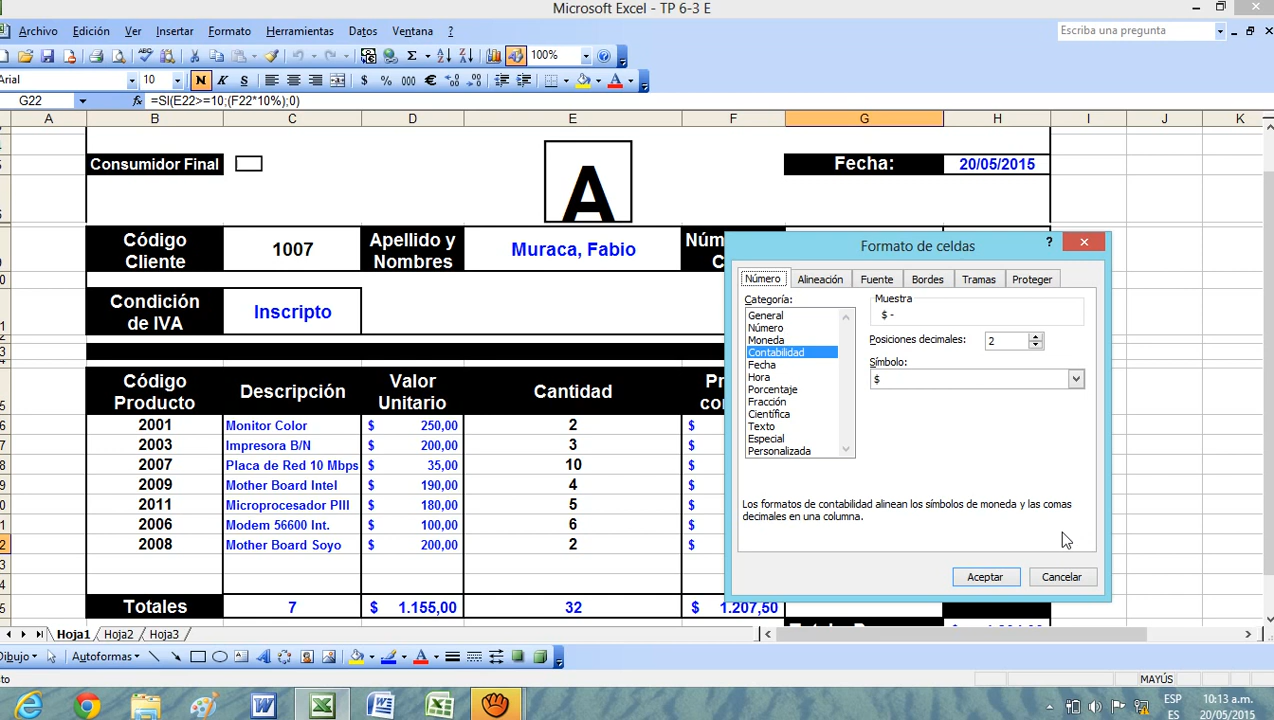 Microsoft Excel - TP 6-3 E
Archivo Edición Ver Insertar Formato Herramientas Datos Ventana ?
Escriba una pregunta
100%
Arial 10 N K S $ % 000 €
G22 fx =SI(E22>=10;(F22*10%);0)
A B C D E F G H I J K
Consumidor Final
A
Fecha: 20/05/2015
Código Cliente
1007
Apellido y Nombres
Muraca, Fabio
Condición de IVA
Inscripto
Código Producto
Descripción
Valor Unitario
Cantidad
2001 Monitor Color $ 250,00 2 $
2003 Impresora B/N $ 200,00 3 $
2007 Placa de Red 10 Mbps $ 35,00 10 $
2009 Mother Board Intel $ 190,00 4 $
2011 Microprocesador PIII $ 180,00 5 $
2006 Modem 56600 Int. $ 100,00 6 $
2008 Mother Board Soyo $ 200,00 2 $
Totales 7 $ 1.155,00 32 $ 1.207,50
Formato de celdas
Número Alineación Fuente Bordes Tramas Proteger
Categoría:
General
Número
Moneda
Contabilidad
Fecha
Hora
Porcentaje
Fracción
Científica
Texto
Especial
Personalizada
Muestra
$ -
Posiciones decimales: 2
Símbolo:
$
Los formatos de contabilidad alinean los símbolos de moneda y las comas
decimales en una columna.
Aceptar Cancelar
Hoja1 Hoja2 Hoja3
Dibujo Autoformas
MAYÚS
ESP
ES
10:13 a.m.
20/05/2015